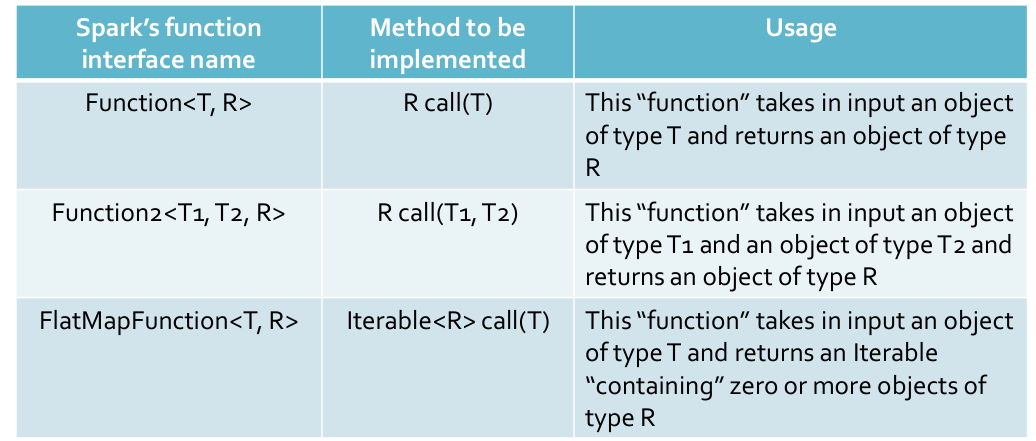 Spark's function
interface name
Method to be
implemented
Usage
Function<T, R>
R call(T)
This “function” takes in input an object
of type T and returns an object of type
R
Function2<T1, T2, R>
R call(T1, T2)
This “function” takes in input an object
of type T1 and an object of type T2 and
returns an object of type R
FlatMapFunction<T, R>
Iterable<R> call(T)
This “function” takes in input an object
of type T and returns an Iterable
“containing” zero or more objects of
type R